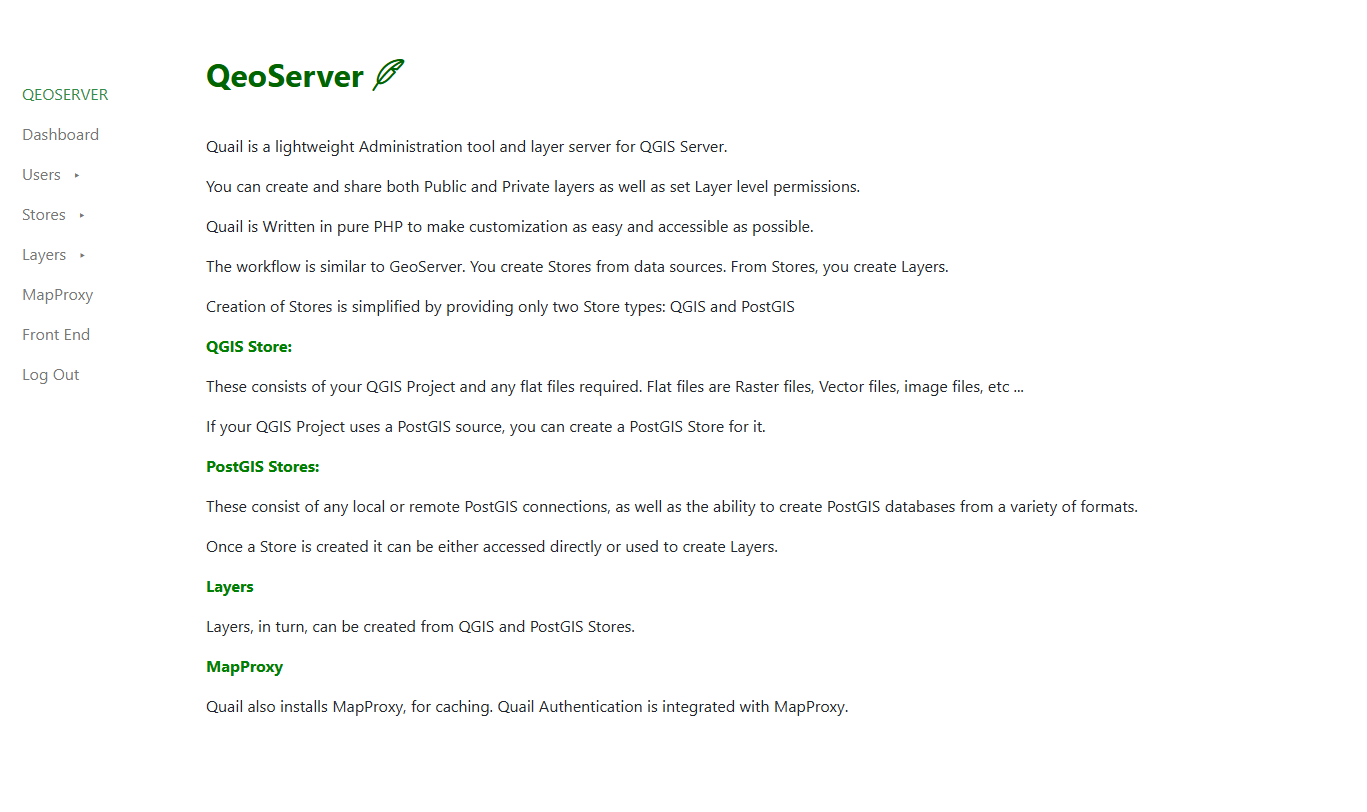 QEOSERVER
Dashboard
Users
Stores
Layers
MapProxy
Front End
Log Out
QeoServer
Quail is a lightweight Administration tool and layer server for QGIS Server.
You can create and share both Public and Private layers as well as set Layer level permissions.
Quail is Written in pure PHP to make customization as easy and accessible as possible.
The workflow is similar to GeoServer. You create Stores from data sources. From Stores, you create Layers.
Creation of Stores is simplified by providing only two Store types: QGIS and PostGIS
QGIS Store:
These consists of your QGIS Project and any flat files required. Flat files are Raster files, Vector files, image files, etc ...
If your QGIS Project uses a PostGIS source, you can create a PostGIS Store for it.
PostGIS Stores:
These consist of any local or remote PostGIS connections, as well as the ability to create PostGIS databases from a variety of formats.
Once a Store is created it can be either accessed directly or used to create Layers.
Layers
Layers, in turn, can be created from QGIS and PostGIS Stores.
MapProxy
Quail also installs MapProxy, for caching. Quail Authentication is integrated with MapProxy.